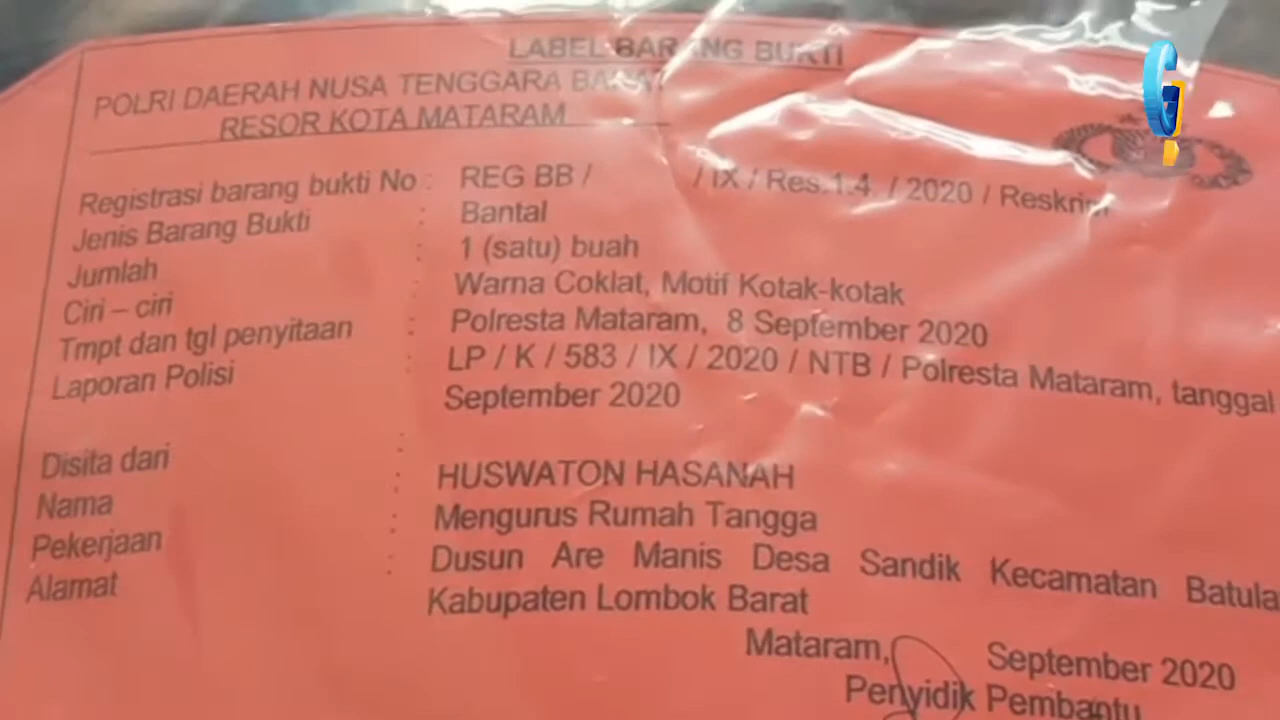 LABEL BARANG BUKTI
POLRI DAERAH NUSA TENGGARA BARAT
RESOR KOTA MATARAM
Registrasi barang bukti No : REG BB / / IX / Res.1.4. / 2020 / Reskrim
Jenis Barang Bukti : Bantal
Jumlah : 1 (satu) buah
Ciri – ciri : Warna Coklat, Motif Kotak-kotak
Tmpt dan tgl penyitaan : Polresta Mataram, 8 September 2020
Laporan Polisi : LP / K / 583 / IX / 2020 / NTB / Polresta Mataram, tanggal
September 2020
Disita dari :
Nama : HUSWATON HASANAH
Pekerjaan : Mengurus Rumah Tangga
Alamat : Dusun Are Manis Desa Sandik Kecamatan Batula
Kabupaten Lombok Barat
Mataram, September 2020
Penyidik Pembantu